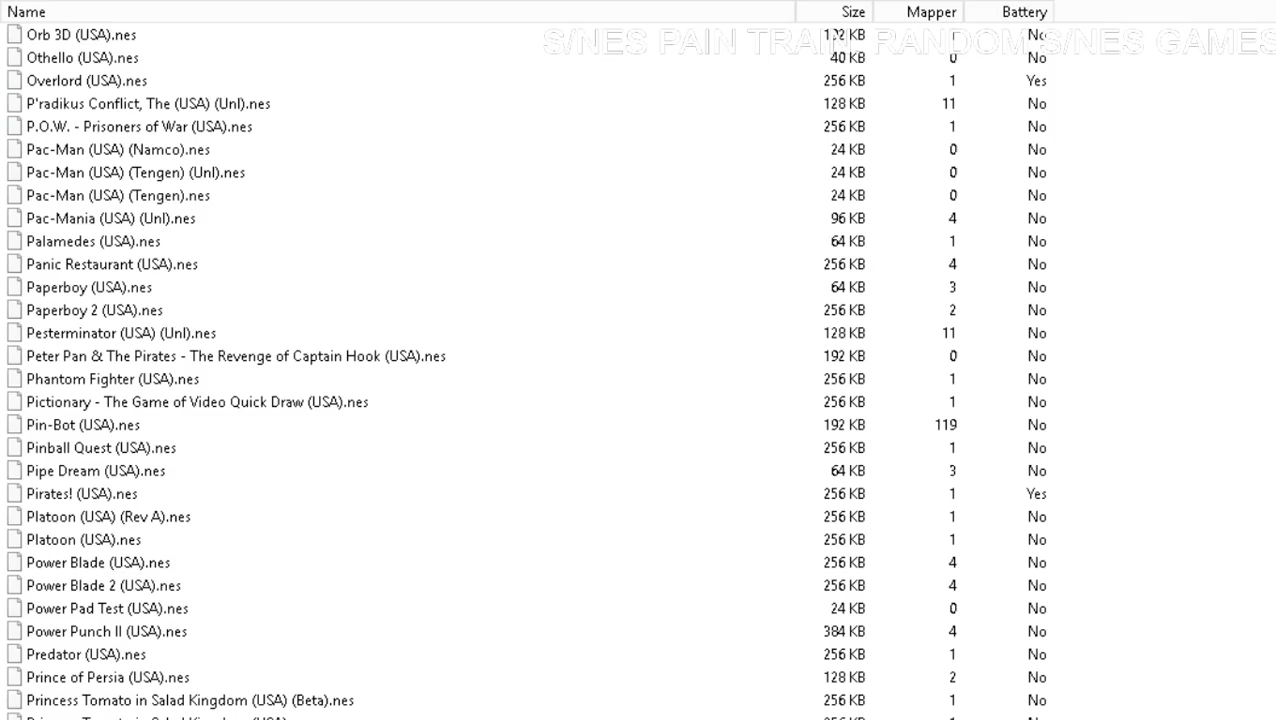 Name Size Mapper Battery
S/NES PAIN TRAIN RANDOM S/NES GAMES
Orb 3D (USA).nes KB No
Othello (USA).nes 40 KB 0 No
Overlord (USA).nes 256 KB 1 Yes
P'radikus Conflict, The (USA) (Unl).nes 128 KB 11 No
P.O.W. - Prisoners of War (USA).nes 256 KB 1 No
Pac-Man (USA) (Namco).nes 24 KB 0 No
Pac-Man (USA) (Tengen) (Unl).nes 24 KB 0 No
Pac-Man (USA) (Tengen).nes 24 KB 0 No
Pac-Mania (USA) (Unl).nes 96 KB 4 No
Palamedes (USA).nes 64 KB 1 No
Panic Restaurant (USA).nes 256 KB 4 No
Paperboy (USA).nes 64 KB 3 No
Paperboy 2 (USA).nes 256 KB 2 No
Pesterminator (USA) (Unl).nes 128 KB 11 No
Peter Pan & The Pirates - The Revenge of Captain Hook (USA).nes 192 KB 0 No
Phantom Fighter (USA).nes 256 KB 1 No
Pictionary - The Game of Video Quick Draw (USA).nes 256 KB 1 No
Pin-Bot (USA).nes 192 KB 119 No
Pinball Quest (USA).nes 256 KB 1 No
Pipe Dream (USA).nes 64 KB 3 No
Pirates! (USA).nes 256 KB 1 Yes
Platoon (USA) (Rev A).nes 256 KB 1 No
Platoon (USA).nes 256 KB 1 No
Power Blade (USA).nes 256 KB 4 No
Power Blade 2 (USA).nes 256 KB 4 No
Power Pad Test (USA).nes 24 KB 0 No
Power Punch II (USA).nes 384 KB 4 No
Predator (USA).nes 256 KB 1 No
Prince of Persia (USA).nes 128 KB 2 No
Princess Tomato in Salad Kingdom (USA) (Beta).nes 256 KB 1 No